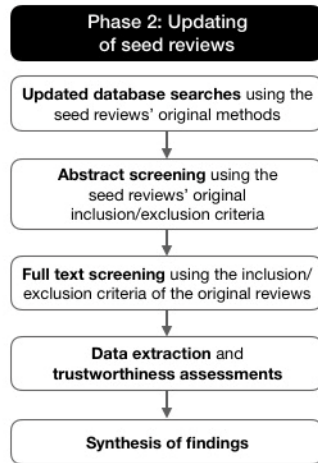 Phase 2: Updating
of seed reviews
Updated database searches using the
seed reviews' original methods
Abstract screening using the
seed reviews' original
inclusion/exclusion criteria
Full text screening using the inclusion/
exclusion criteria of the original reviews
Data extraction and
trustworthiness assessments
Synthesis of findings